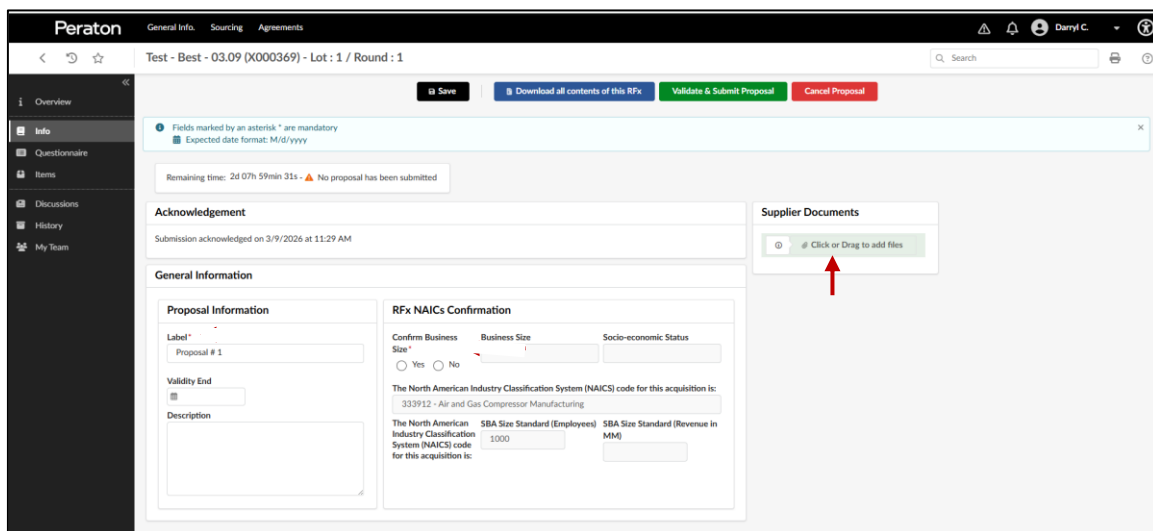 Peraton General Info. Sourcing Agreements Darryl C.
Test - Best - 03.09 (X000369) - Lot : 1 / Round : 1 Search
Save Download all contents of this RFx Validate & Submit Proposal Cancel Proposal
Overview
Info
Questionnaire
Items
Discussions
History
My Team
Fields marked by an asterisk * are mandatory
Expected date format: M/d/yyyy
Remaining time: 2d 07h 59min 31s - No proposal has been submitted
Acknowledgement
Submission acknowledged on 3/9/2026 at 11:29 AM
Supplier Documents
Click or Drag to add files
General Information
Proposal Information
Label*
Proposal # 1
Validity End
Description
RFx NAICs Confirmation
Confirm Business
Size*
Yes No
Business Size
Socio-economic Status
The North American Industry Classification System (NAICS) code for this acquisition is:
333912 - Air and Gas Compressor Manufacturing
The North American
Industry Classification
System (NAICS) code
for this acquisition is:
SBA Size Standard (Employees)
1000
SBA Size Standard (Revenue in
MM)